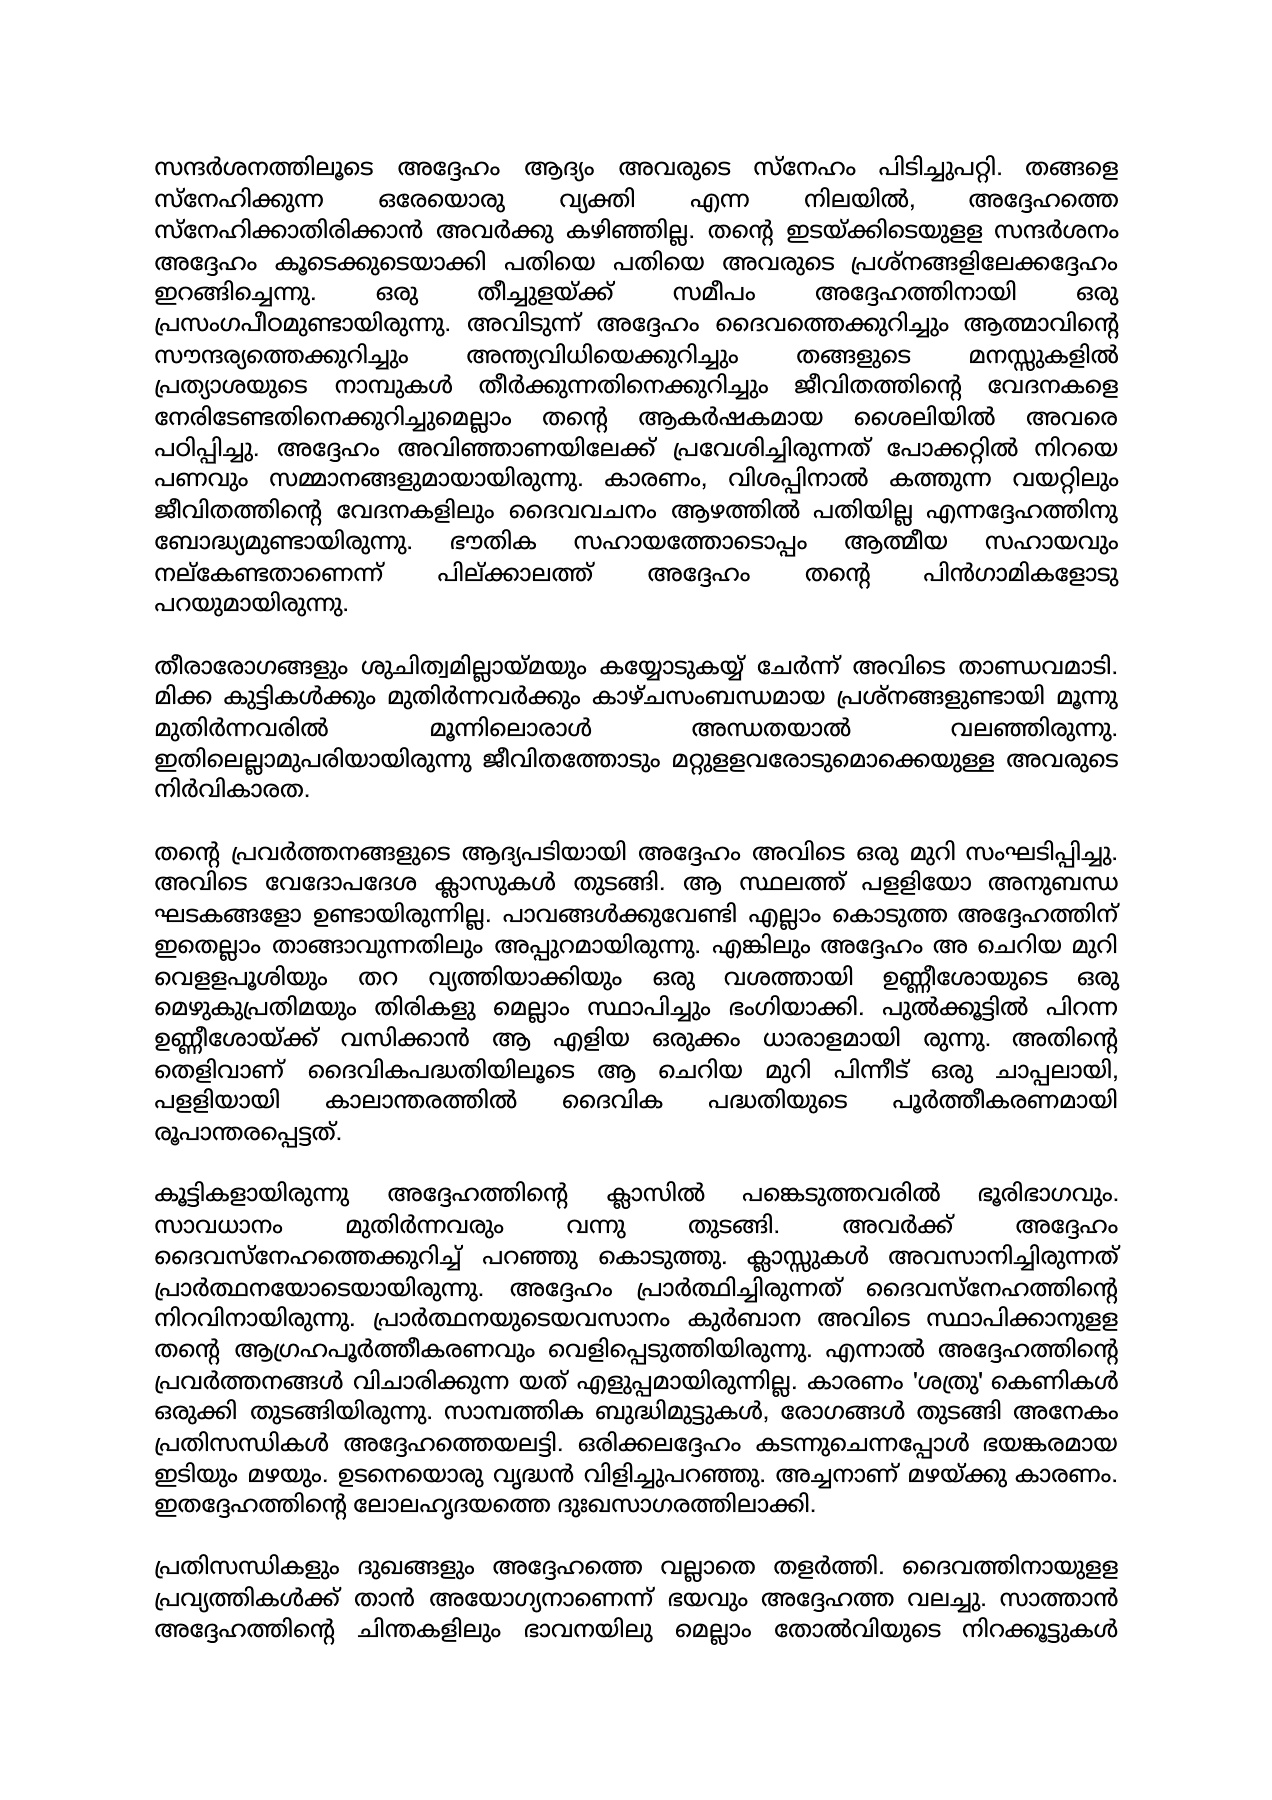 സന്ദർശനത്തിലൂടെ അദ്ദേഹം ആദ്യം അവരുടെ സ്നേഹം പിടിച്ചുപറ്റി. തങ്ങളെ
സ്നേഹിക്കുന്ന ഒരേയൊരു വ്യക്തി എന്ന നിലയിൽ, അദ്ദേഹത്തെ
സ്നേഹിക്കാതിരിക്കാൻ അവർക്കു കഴിഞ്ഞില്ല. തന്റെ ഇടയ്ക്കിടെയുളള സന്ദർശനം
അദ്ദേഹം കൂടെക്കുടെയാക്കി പതിയെ പതിയെ അവരുടെ പ്രശ്നങ്ങളിലേക്കദ്ദേഹം
ഇറങ്ങിച്ചെന്നു. ഒരു തീച്ചുളയ്ക്ക് സമീപം അദ്ദേഹത്തിനായി ഒരു
പ്രസംഗപീഠമുണ്ടായിരുന്നു. അവിടുന്ന് അദ്ദേഹം ദൈവത്തെക്കുറിച്ചും ആത്മാവിന്റെ
സൗന്ദര്യത്തെക്കുറിച്ചും അന്ത്യവിധിയെക്കുറിച്ചും തങ്ങളുടെ മനസ്സുകളിൽ
പ്രത്യാശയുടെ നാമ്പുകൾ തീർക്കുന്നതിനെക്കുറിച്ചും ജീവിതത്തിന്റെ വേദനകളെ
നേരിടേണ്ടതിനെക്കുറിച്ചുമെല്ലാം തന്റെ ആകർഷകമായ ശൈലിയിൽ അവരെ
പഠിപ്പിച്ചു. അദ്ദേഹം അവിഞ്ഞാണയിലേക്ക് പ്രവേശിച്ചിരുന്നത് പോക്കറ്റിൽ നിറയെ
പണവും സമ്മാനങ്ങളുമായായിരുന്നു. കാരണം, വിശപ്പിനാൽ കത്തുന്ന വയറ്റിലും
ജീവിതത്തിന്റെ വേദനകളിലും ദൈവവചനം ആഴത്തിൽ പതിയില്ല എന്നദ്ദേഹത്തിനു
ബോദ്ധ്യമുണ്ടായിരുന്നു. ഭൗതിക സഹായത്തോടൊപ്പം ആത്മീയ സഹായവും
നല്കേണ്ടതാണെന്ന് പില്ക്കാലത്ത് അദ്ദേഹം തന്റെ പിൻഗാമികളോടു
പറയുമായിരുന്നു.

തീരാരോഗങ്ങളും ശുചിത്വമില്ലായ്മയും കയ്യോടുകയ്യ് ചേർന്ന് അവിടെ താണ്ഡവമാടി.
മിക്ക കുട്ടികൾക്കും മുതിർന്നവർക്കും കാഴ്ചസംബന്ധമായ പ്രശ്നങ്ങളുണ്ടായി മൂന്നു
മുതിർന്നവരിൽ മൂന്നിലൊരാൾ അന്ധതയാൽ വലഞ്ഞിരുന്നു.
ഇതിലെല്ലാമുപരിയായിരുന്നു ജീവിതത്തോടും മറ്റുളളവരോടുമൊക്കെയുള്ള അവരുടെ
നിർവികാരത.

തന്റെ പ്രവർത്തനങ്ങളുടെ ആദ്യപടിയായി അദ്ദേഹം അവിടെ ഒരു മുറി സംഘടിപ്പിച്ചു.
അവിടെ വേദോപദേശ ക്ലാസുകൾ തുടങ്ങി. ആ സ്ഥലത്ത് പളളിയോ അനുബന്ധ
ഘടകങ്ങളോ ഉണ്ടായിരുന്നില്ല. പാവങ്ങൾക്കുവേണ്ടി എല്ലാം കൊടുത്ത അദ്ദേഹത്തിന്
ഇതെല്ലാം താങ്ങാവുന്നതിലും അപ്പുറമായിരുന്നു. എങ്കിലും അദ്ദേഹം അ ചെറിയ മുറി
വെളളപൂശിയും തറ വ്യത്തിയാക്കിയും ഒരു വശത്തായി ഉണ്ണീശോയുടെ ഒരു
മെഴുകുപ്രതിമയും തിരികളു മെല്ലാം സ്ഥാപിച്ചും ഭംഗിയാക്കി. പുൽക്കൂട്ടിൽ പിറന്ന
ഉണ്ണീശോയ്ക്ക് വസിക്കാൻ ആ എളിയ ഒരുക്കം ധാരാളമായി രുന്നു. അതിന്റെ
തെളിവാണ് ദൈവികപദ്ധതിയിലൂടെ ആ ചെറിയ മുറി പിന്നീട് ഒരു ചാപ്പലായി,
പളളിയായി കാലാന്തരത്തിൽ ദൈവിക പദ്ധതിയുടെ പൂർത്തീകരണമായി
രൂപാന്തരപ്പെട്ടത്.

കൂട്ടികളായിരുന്നു അദ്ദേഹത്തിന്റെ ക്ലാസിൽ പങ്കെടുത്തവരിൽ ഭൂരിഭാഗവും.
സാവധാനം മുതിർന്നവരും വന്നു തുടങ്ങി. അവർക്ക് അദ്ദേഹം
ദൈവസ്നേഹത്തെക്കുറിച്ച് പറഞ്ഞു കൊടുത്തു. ക്ലാസ്സുകൾ അവസാനിച്ചിരുന്നത്
പ്രാർത്ഥനയോടെയായിരുന്നു. അദ്ദേഹം പ്രാർത്ഥിച്ചിരുന്നത് ദൈവസ്നേഹത്തിന്റെ
നിറവിനായിരുന്നു. പ്രാർത്ഥനയുടെയവസാനം കുർബാന അവിടെ സ്ഥാപിക്കാനുളള
തന്റെ ആഗ്രഹപൂർത്തീകരണവും വെളിപ്പെടുത്തിയിരുന്നു. എന്നാൽ അദ്ദേഹത്തിന്റെ
പ്രവർത്തനങ്ങൾ വിചാരിക്കുന്ന യത് എളുപ്പമായിരുന്നില്ല. കാരണം 'ശത്രു' കെണികൾ
ഒരുക്കി തുടങ്ങിയിരുന്നു. സാമ്പത്തിക ബുദ്ധിമുട്ടുകൾ, രോഗങ്ങൾ തുടങ്ങി അനേകം
പ്രതിസന്ധികൾ അദ്ദേഹത്തെയലട്ടി. ഒരിക്കലദ്ദേഹം കടന്നുചെന്നപ്പോൾ ഭയങ്കരമായ
ഇടിയും മഴയും. ഉടനെയൊരു വൃദ്ധൻ വിളിച്ചുപറഞ്ഞു. അച്ചനാണ് മഴയ്ക്കു കാരണം.
ഇതദ്ദേഹത്തിന്റെ ലോലഹൃദയത്തെ ദുഃഖസാഗരത്തിലാക്കി.

പ്രതിസന്ധികളും ദുഖങ്ങളും അദ്ദേഹത്തെ വല്ലാതെ തളർത്തി. ദൈവത്തിനായുളള
പ്രവ്യത്തികൾക്ക് താൻ അയോഗ്യനാണെന്ന് ഭയവും അദ്ദേഹത്ത വലച്ചു. സാത്താൻ
അദ്ദേഹത്തിന്റെ ചിന്തകളിലും ഭാവനയിലു മെല്ലാം തോൽവിയുടെ നിറക്കൂട്ടുകൾ